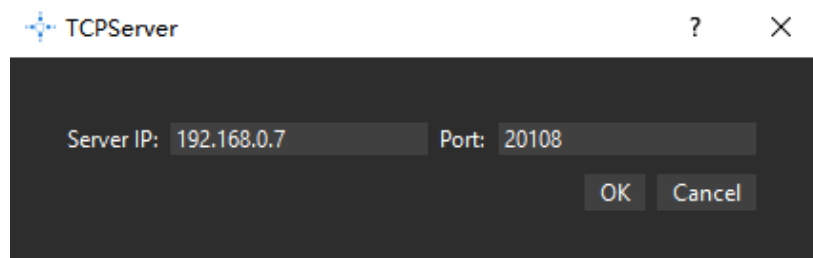 TCPServer ?
Server IP: 192.168.0.7 Port: 20108
OK Cancel